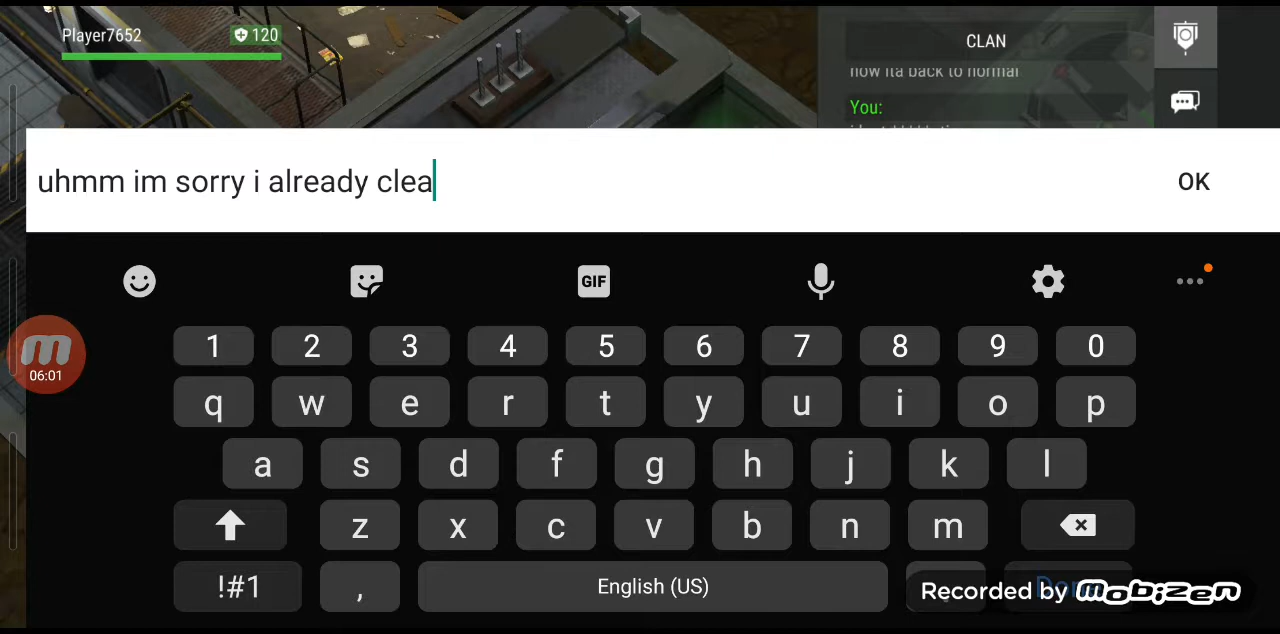 Player7652
120
CLAN
now ita back to normal
You:
uhmm im sorry i already clea
OK
GIF
06:01
1 2 3 4 5 6 7 8 9 0
q w e r t y u i o p
a s d f g h j k l
z x c v b n m
!#1 , English (US)
Recorded by mobizen